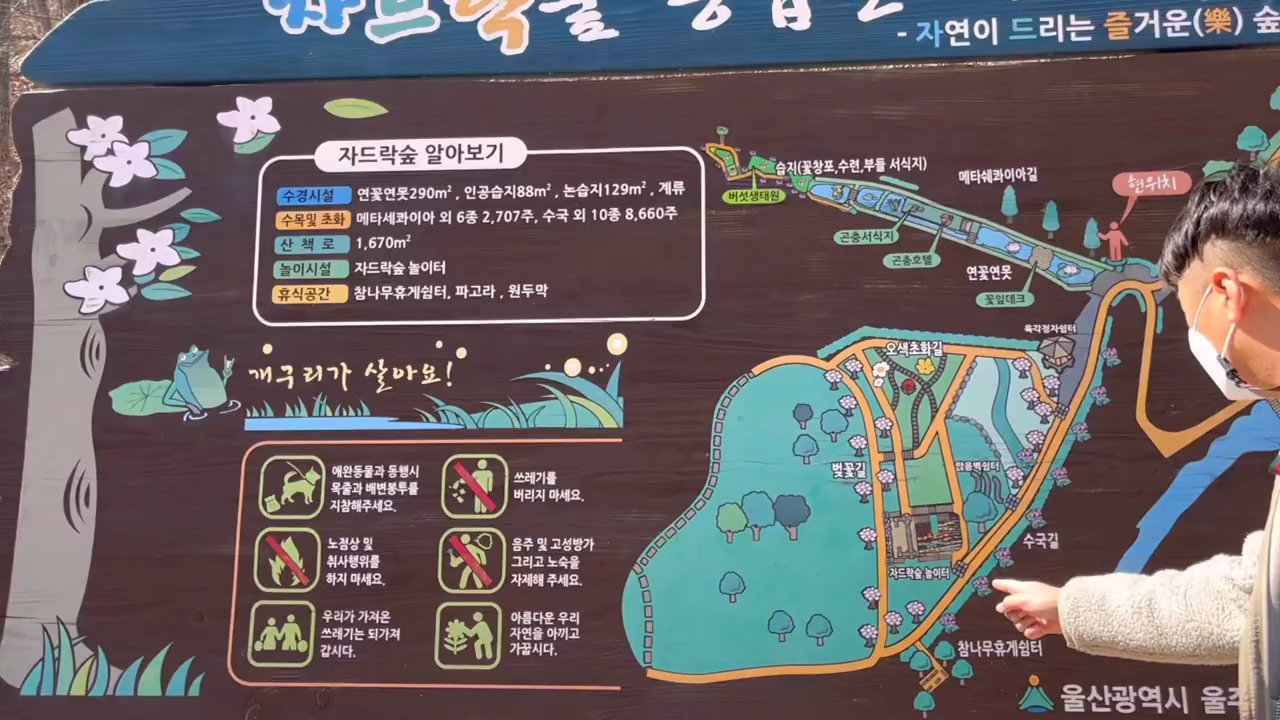 자드락숲
- 자연이 드리는 즐거운(樂) 숲
자드락숲 알아보기
수경시설 연꽃연못290m², 인공습지88m², 논습지129m², 계류
수목및 초화 메타세콰이아 외 6종 2,707주, 수국 외 10종 8,660주
산 책 로 1,670m²
놀이시설 자드락숲 놀이터
휴식공간 참나무휴게쉼터, 파고라, 원두막
개구리가 살아요!
애완동물과 동행시
목줄과 배변봉투를
지참해주세요.
쓰레기를
버리지 마세요.
노점상 및
취사행위를
하지 마세요.
음주 및 고성방가
그리고 노숙을
자제해 주세요.
우리가 가져온
쓰레기는 되가져
갑시다.
아름다운 우리
자연을 아끼고
가꿉시다.
습지(꽃창포,수련,부들 서식지)
버섯생태원
메타쉐콰이아길
현위치
곤충서식지
곤충호텔
연꽃연못
꽃잎데크
육각정자쉼터
오색초화길
벚꽃길
암음벽쉼터
수국길
자드락숲 놀이터
참나무휴게쉼터
울산광역시 울주